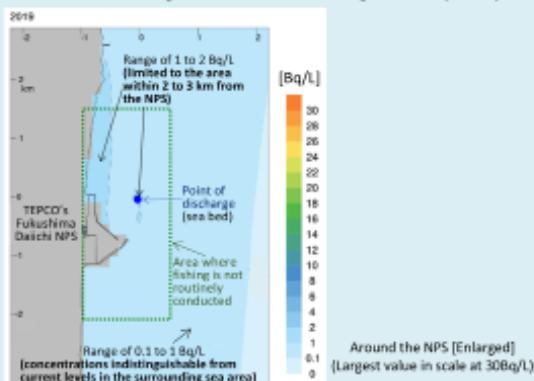 2019
-2 -1 -0 1 2
Range of 1 to 2 Bq/L
(limited to the area
within 2 to 3 km from
the NPS)
[Bq/L]
2
km
1
0
-1
-2
TEPCO's
Fukushima
Daiichi NPS
Point of
discharge
(sea bed)
Area where
fishing is not
routinely
conducted
30
28
26
24
22
20
18
16
14
12
10
8
6
4
2
1
0.1
0
Range of 0.1 to 1 Bq/L
(concentrations indistinguishable from
current levels in the surrounding sea area)
Around the NPS [Enlarged]
(Largest value in scale at 30Bq/L)